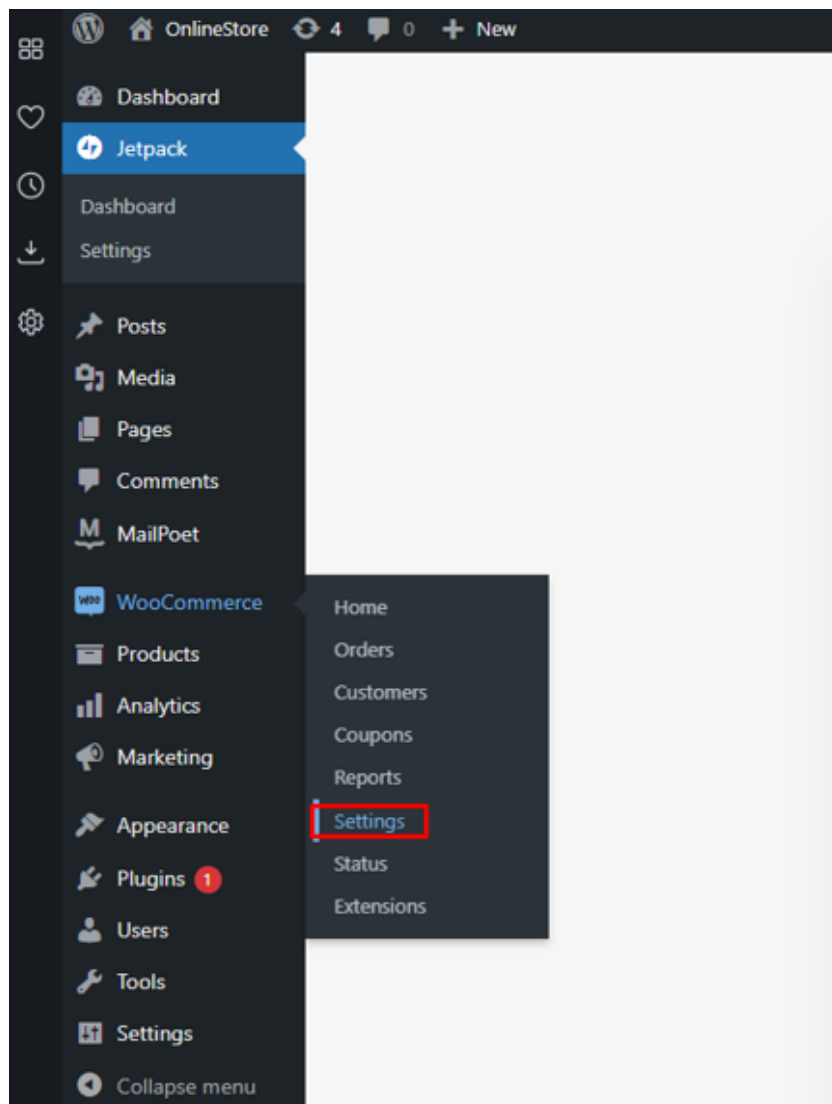 OnlineStore 4 0 + New
Dashboard
Jetpack
Dashboard
Settings
Posts
Media
Pages
Comments
MailPoet
WooCommerce
Products
Analytics
Marketing
Appearance
Plugins 1
Users
Tools
Settings
Collapse menu
Home
Orders
Customers
Coupons
Reports
Settings
Status
Extensions